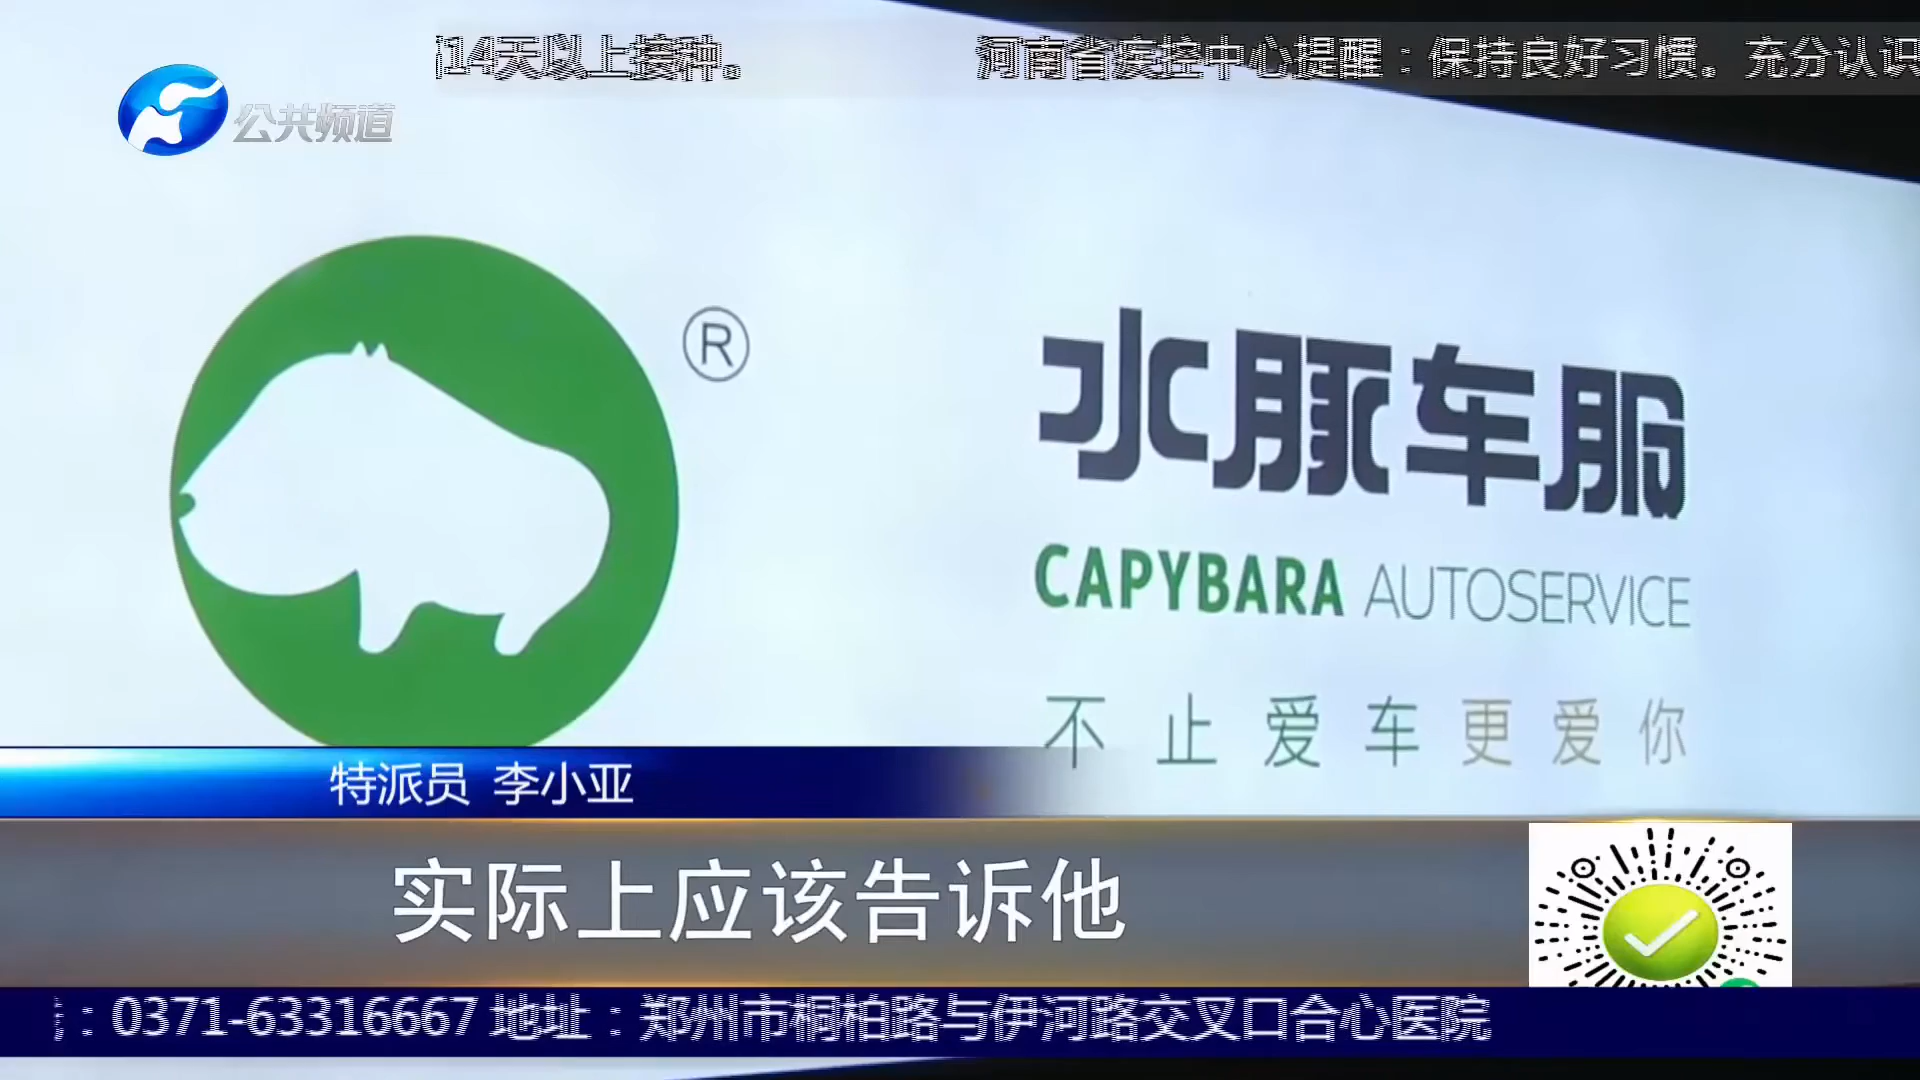 14天以上接种。 河南省疾控中心提醒：保持良好习惯。充分认识
公共频道
®
水豚车服
CAPYBARA AUTOSERVICE
不止爱车更爱你
特派员 李小亚
实际上应该告诉他
：0371-63316667 地址：郑州市桐柏路与伊河路交叉口合心医院